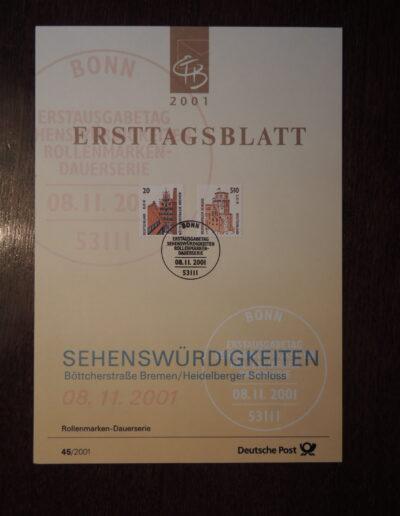 ETB
2001
ERSTTAGSBLATT
BONN
ERSTAUSGABETAG
SEHENSWÜRDIGKEITEN
ROLLENMARKEN-
DAUERSERIE
08.11.2001
53111
20
510
BONN
ERSTAUSGABETAG
SEHENSWÜRDIGKEITEN
ROLLENMARKEN-
DAUERSERIE
08.11.2001
53111
SEHENSWÜRDIGKEITEN
Böttcherstraße Bremen/Heidelberger Schloss
08. 11. 2001
BONN
ERSTAUSGABETAG
08.11.2001
53111
Rollenmarken-Dauerserie
45/2001
Deutsche Post